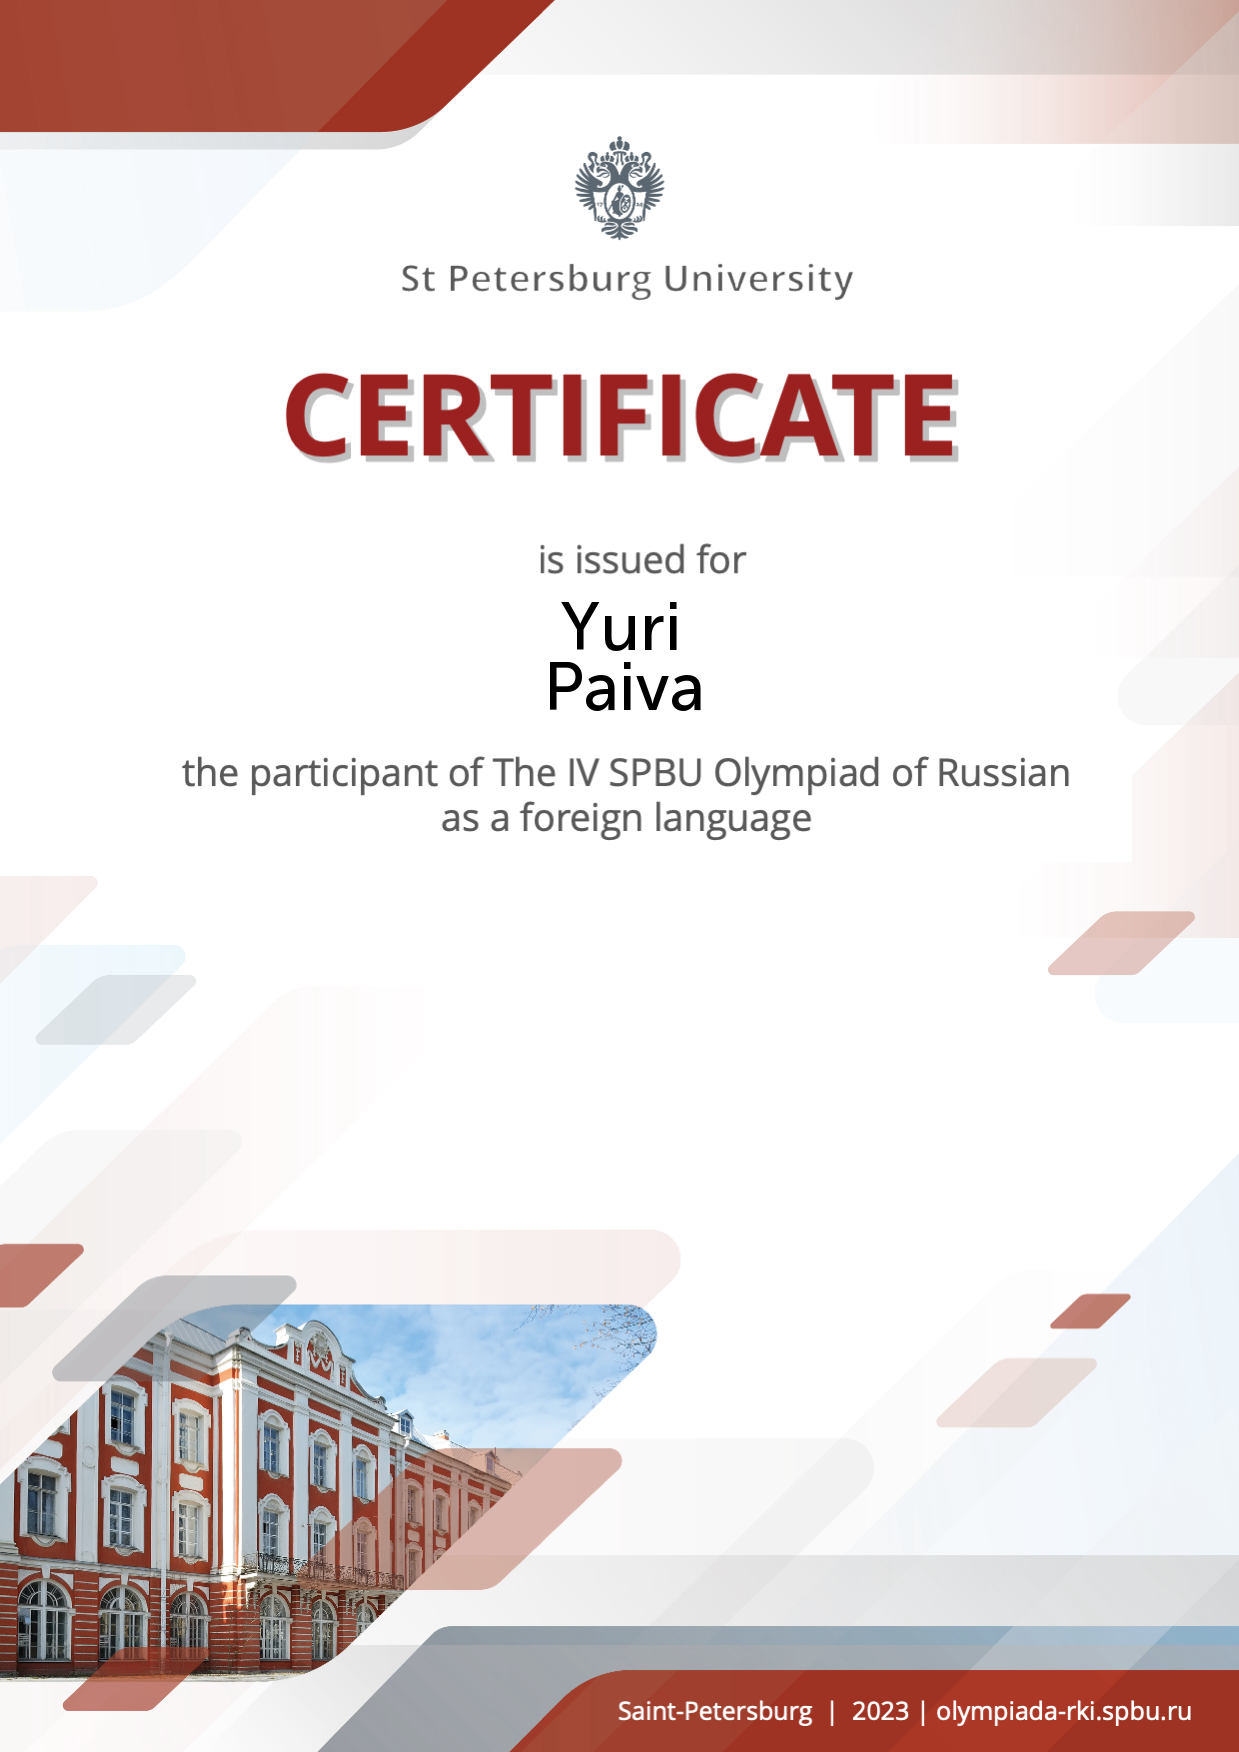 St Petersburg University
CERTIFICATE
is issued for
Yuri
Paiva
the participant of The IV SPBU Olympiad of Russian
as a foreign language
Saint-Petersburg | 2023 | olympiada-rki.spbu.ru